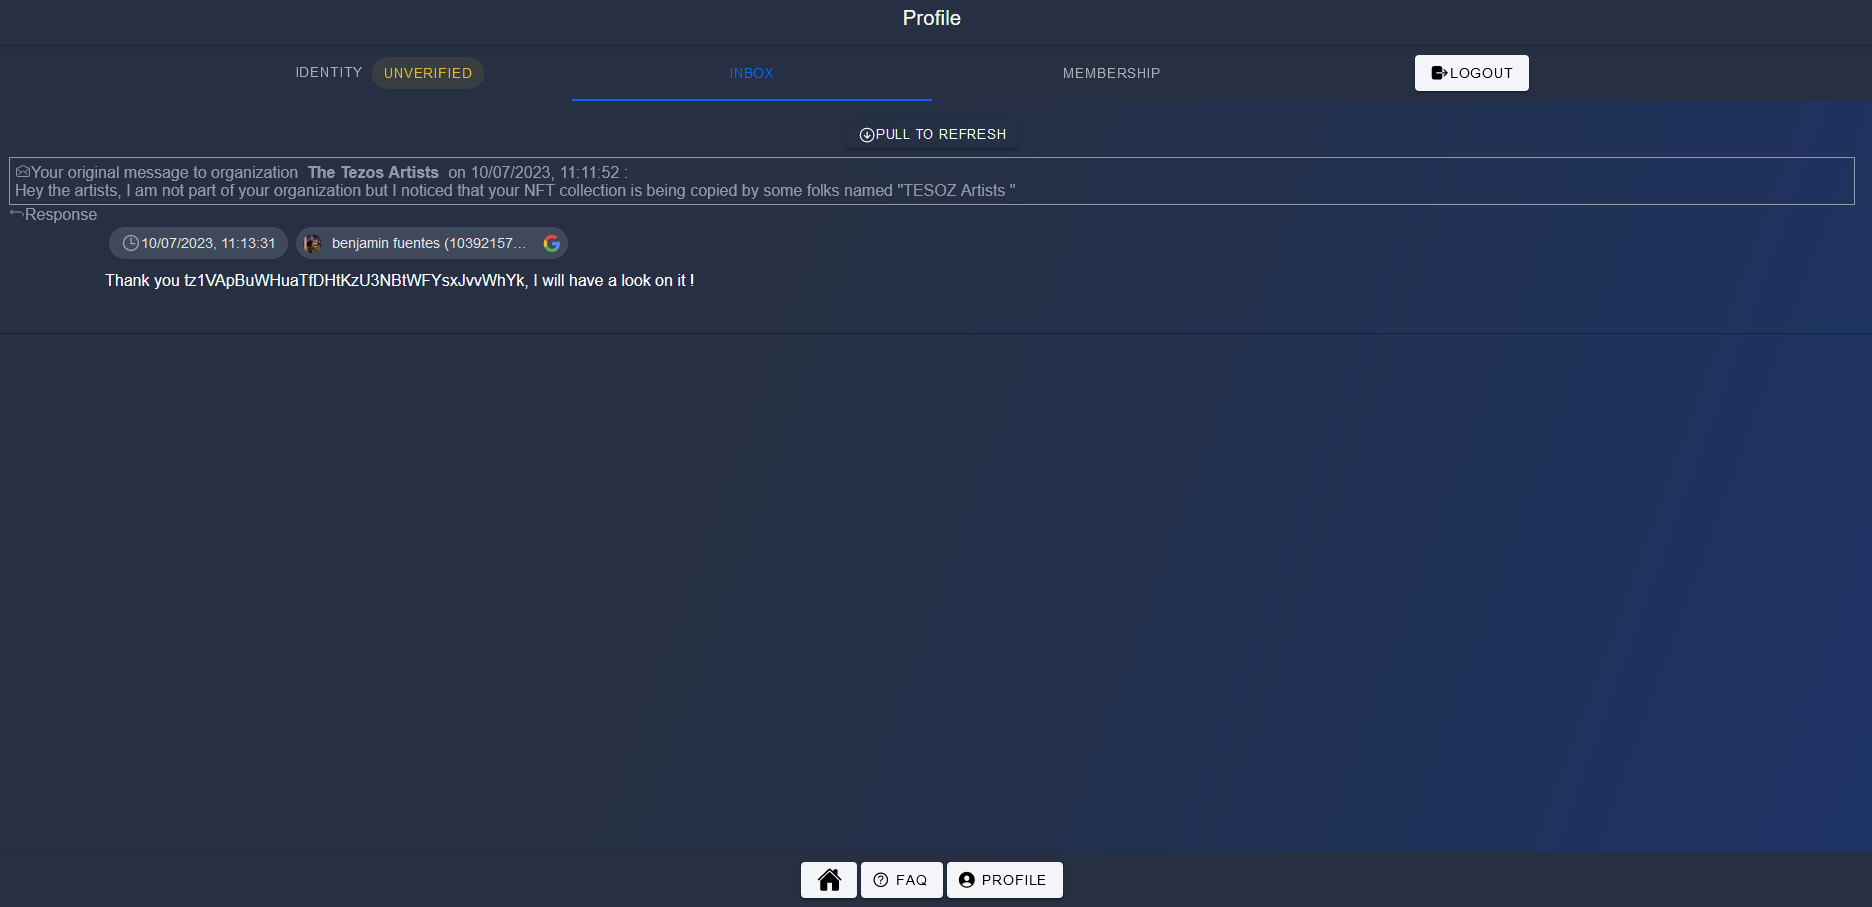 Profile
IDENTITY UNVERIFIED INBOX MEMBERSHIP LOGOUT
PULL TO REFRESH
Your original message to organization The Tezos Artists on 10/07/2023, 11:11:52 :
Hey the artists, I am not part of your organization but I noticed that your NFT collection is being copied by some folks named "TESOZ Artists "
Response
10/07/2023, 11:13:31 benjamin fuentes (10392157...
Thank you tz1VApBuWHuaTfDHtKzU3NBtWFYsxJvvWhYk, I will have a look on it !
FAQ PROFILE